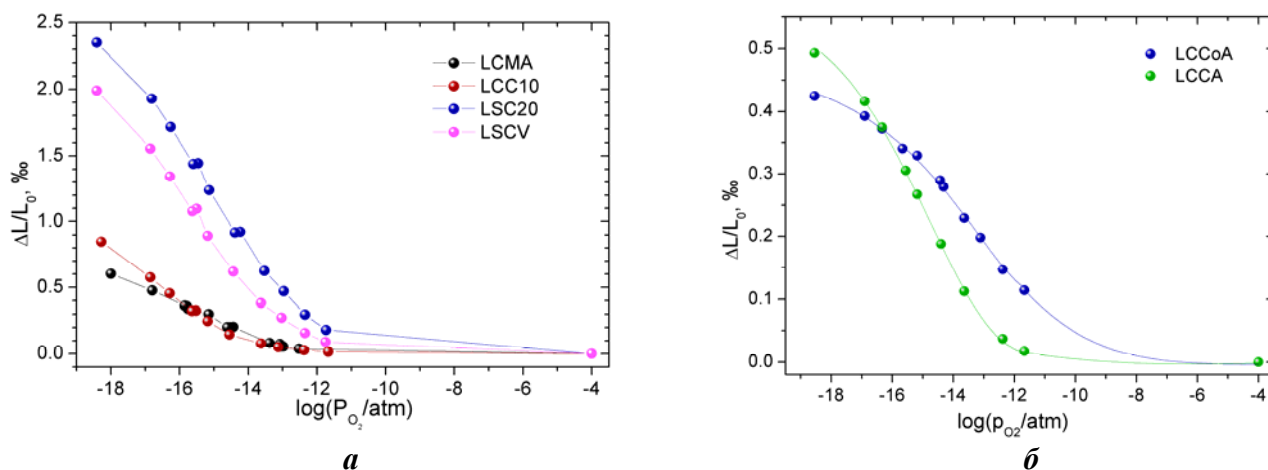 2.5
2.0
1.5
1.0
0.5
0.0
ΔL/L₀, ‰
LCMA
LCC10
LSC20
LSCV
-18 -16 -14 -12 -10 -8 -6 -4
log(P_O₂/atm)
а
0.5
0.4
0.3
0.2
0.1
0.0
ΔL/L₀, ‰
LCCoA
LCCA
-18 -16 -14 -12 -10 -8 -6 -4
log(p_O2/atm)
б